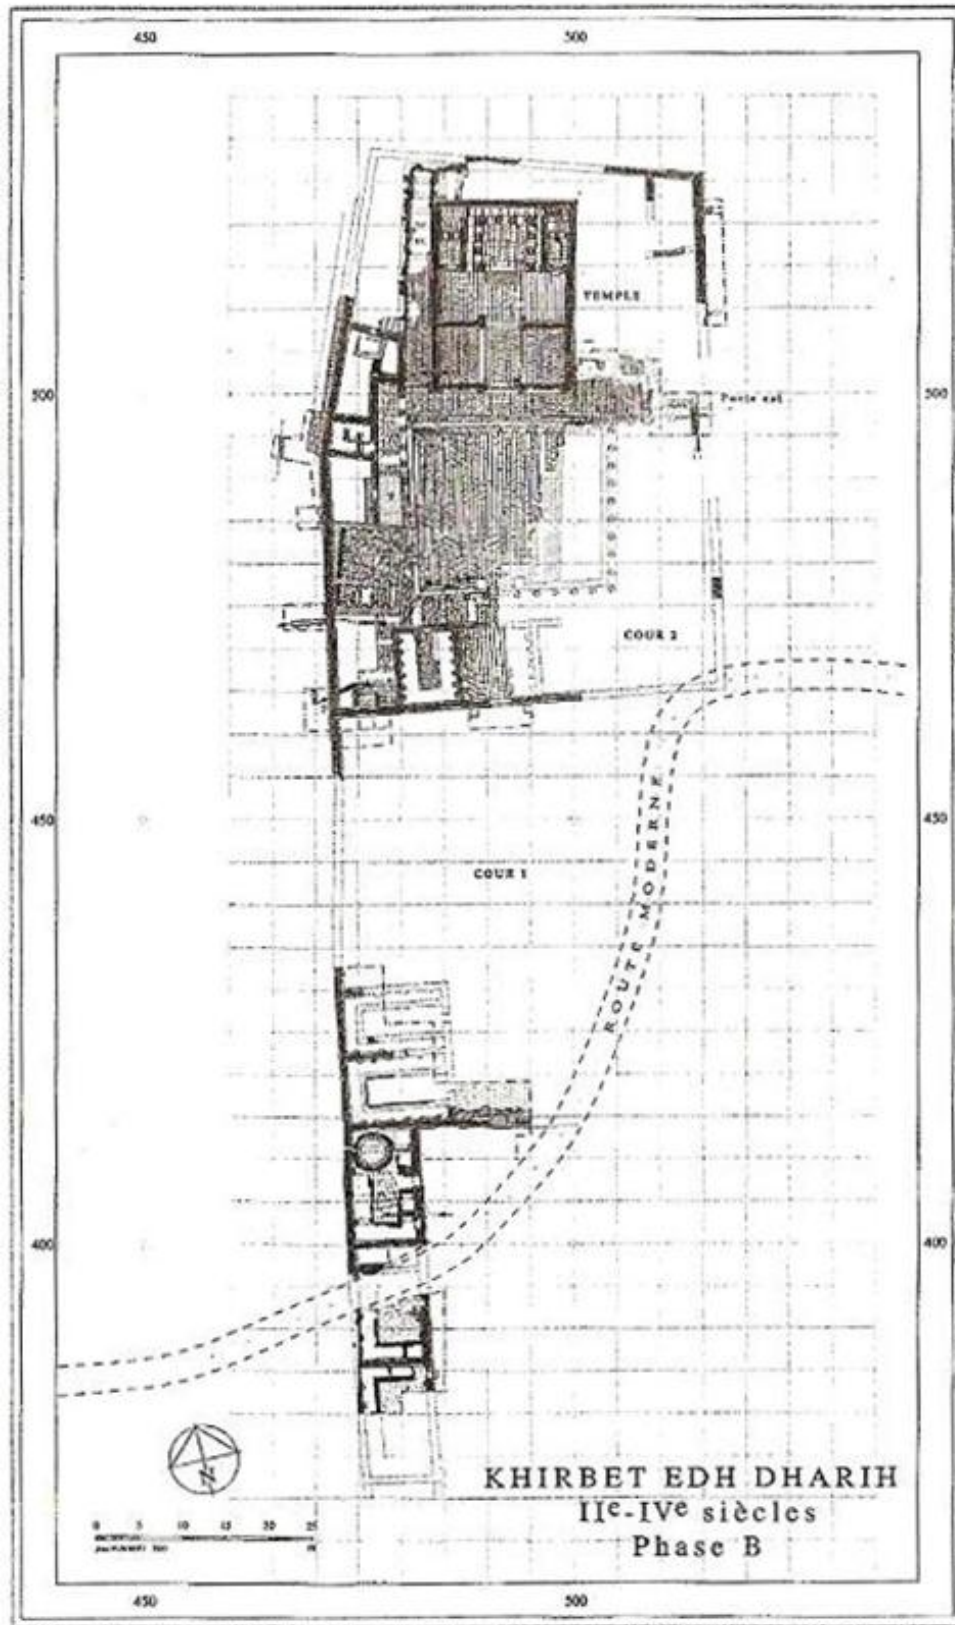 450 500
TEMPLE
500 500
Porte est
COUR 2
450 450
ROUTE MODERNE
COUR 1
400 400
N
KHIRBET EDH DHARIH
IIe-IVe siècles
Phase B
0 5 10 15 20 25
450 500